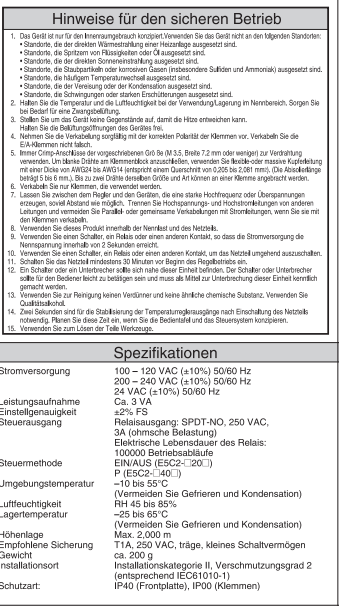 Hinweise für den sicheren Betrieb
1. Das Gerät ist nur für den Innenraumgebrauch konzipiert.Verwenden Sie das Gerät nicht an den folgenden Standorten:
• Standorte, die der direkten Wärmestrahlung einer Heizanlage ausgesetzt sind.
• Standorte, die Spritzern von Flüssigkeiten oder Öl ausgesetzt sind.
• Standorte, die der direkten Sonneneinstrahlung ausgesetzt sind.
• Standorte, die Staubpartikeln oder korrosiven Gasen (insbesondere Sulfiden und Ammoniak) ausgesetzt sind.
• Standorte, die häufigen Temperaturwechsel ausgesetzt sind.
• Standorte, die der Vereisung oder der Kondensation ausgesetzt sind.
• Standorte, die Schwingungen oder starken Erschütterungen ausgesetzt sind.
2. Halten Sie die Temperatur und die Luftfeuchtigkeit bei der Verwendung/Lagerung im Nennbereich. Sorgen Sie
bei Bedarf für eine Zwangsbelüftung.
3. Stellen Sie um das Gerät keine Gegenstände auf, damit die Hitze entweichen kann.
Halten Sie die Belüftungsöffnungen des Gerätes frei.
4. Nehmen Sie die Verkabelung sorgfältig mit der korrekten Polarität der Klemmen vor. Verkabeln Sie die
E/A-Klemmen nicht falsch.
5. Immer Crimp-Anschlüsse der vorgeschriebenen Größe (M 3,5, Breite 7,2 mm oder weniger) zur Verdrahtung
verwenden. Um blanke Drähte am Klemmenblock anzuschließen, verwenden Sie flexible-oder massive Kupferleitung
mit einer Dicke von AWG24 bis AWG14 (entspricht einem Querschnitt von 0,205 bis 2,081 mm²). (Die Absolierlänge
beträgt 5 bis 6 mm.). Bis zu zwei Drähte derselben Größe und Art können an einer Klemme angebracht werden.
6. Verkabeln Sie nur Klemmen, die verwendet werden.
7. Lassen Sie zwischen dem Regler und den Geräten, die eine starke Hochfrequenz oder Überspannungen
erzeugen, soviel Abstand wie möglich. Trennen Sie Hochspannungs- und Hochstromleitungen von anderen
Leitungen und vermeiden Sie Parallel- oder gemeinsame Verkabelungen mit Stromleitungen, wenn Sie sie mit
den Klemmen verkabeln.
8. Verwenden Sie dieses Produkt innerhalb der Nennlast und des Netzteils.
9. Verwenden Sie einen Schalter, ein Relais oder einen anderen Kontakt, so dass die Stromversorgung die
Nennspannung innerhalb von 2 Sekunden erreicht.
10. Verwenden Sie einen Schalter, ein Relais oder einen anderen Kontakt, um das Netzteil umgehend auszuschalten.
11. Schalten Sie das Netzteil mindestens 30 Minuten vor Beginn des Regelbetriebs ein.
12. Ein Schalter oder ein Unterbrecher sollte sich nahe dieser Einheit befinden. Der Schalter oder Unterbrecher
sollte für den Bediener leicht zu betätigen sein und muss als Mittel zur Unterbrechung dieser Einheit kenntlich
gemacht werden.
13. Verwenden Sie zur Reinigung keinen Verdünner und keine ähnliche chemische Substanz. Verwenden Sie
Qualitätsalkohol.
14. Zwei Sekunden sind für die Stabilisierung der Temperaturreglerausgänge nach Einschaltung des Netzteils
notwendig. Planen Sie diese Zeit ein, wenn Sie die Bedientafel und das Steuersystem konzipieren.
15. Verwenden Sie zum Lösen der Teile Werkzeuge.
Spezifikationen
Stromversorgung 100 – 120 VAC (±10%) 50/60 Hz
200 – 240 VAC (±10%) 50/60 Hz
24 VAC (±10%) 50/60 Hz
Leistungsaufnahme Ca. 3 VA
Einstellgenauigkeit ±2% FS
Steuerausgang Relaisausgang: SPDT-NO, 250 VAC,
3A (ohmsche Belastung)
Elektrische Lebensdauer des Relais:
100000 Betriebsabläufe
Steuermethode EIN/AUS (E5C2-□20□)
P (E5C2-□40□)
Umgebungstemperatur –10 bis 55°C
(Vermeiden Sie Gefrieren und Kondensation)
Luftfeuchtigkeit RH 45 bis 85%
Lagertemperatur –25 bis 65°C
(Vermeiden Sie Gefrieren und Kondensation)
Höhenlage Max. 2,000 m
Empfohlene Sicherung T1A, 250 VAC, träge, kleines Schaltvermögen
Gewicht ca. 200 g
Installationsort Installationskategorie II, Verschmutzungsgrad 2
(entsprechend IEC61010-1)
Schutzart: IP40 (Frontplatte), IP00 (Klemmen)